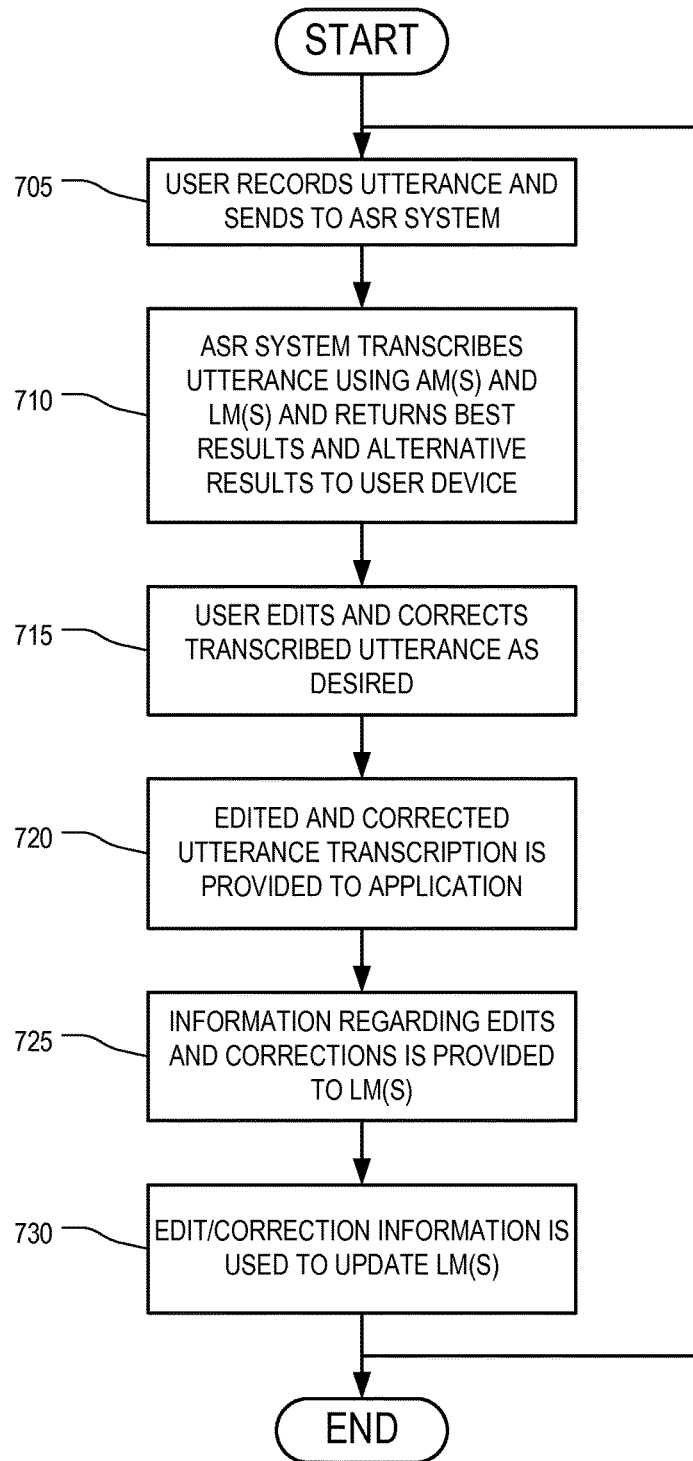 START
705
USER RECORDS UTTERANCE AND
SENDS TO ASR SYSTEM
710
ASR SYSTEM TRANSCRIBES
UTTERANCE USING AM(S) AND
LM(S) AND RETURNS BEST
RESULTS AND ALTERNATIVE
RESULTS TO USER DEVICE
715
USER EDITS AND CORRECTS
TRANSCRIBED UTTERANCE AS
DESIRED
720
EDITED AND CORRECTED
UTTERANCE TRANSCRIPTION IS
PROVIDED TO APPLICATION
725
INFORMATION REGARDING EDITS
AND CORRECTIONS IS PROVIDED
TO LM(S)
730
EDIT/CORRECTION INFORMATION IS
USED TO UPDATE LM(S)
END